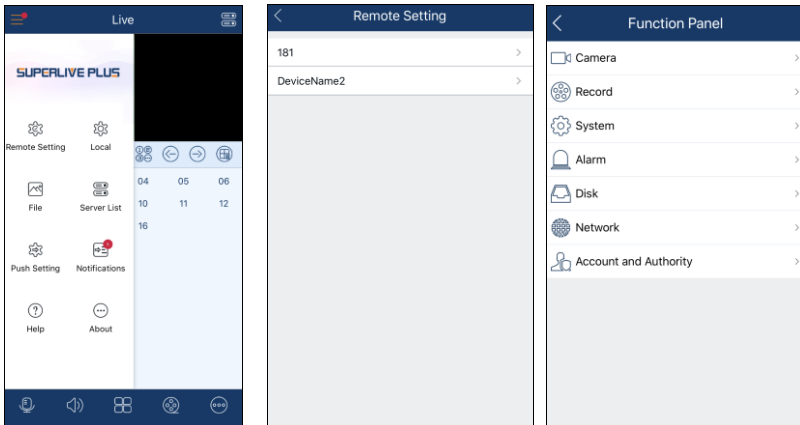 Live
SUPERLIVE PLUS
Remote Setting Local
File Server List
Push Setting Notifications
Help About
04 05 06
10 11 12
16
Remote Setting
181
DeviceName2
Function Panel
Camera
Record
System
Alarm
Disk
Network
Account and Authority